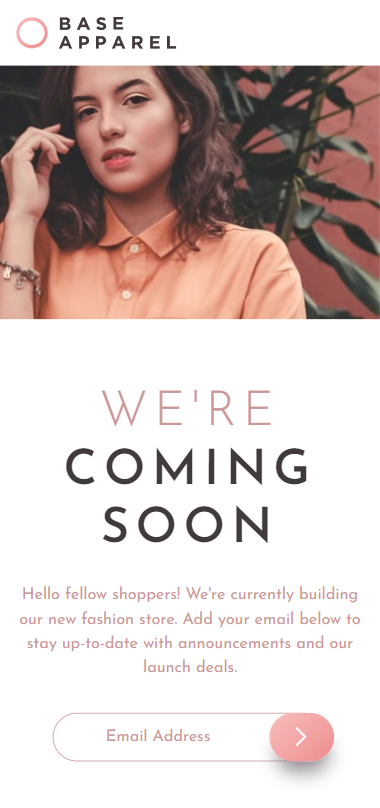 BASE
APPAREL
WE'RE
COMING
SOON
Hello fellow shoppers! We're currently building
our new fashion store. Add your email below to
stay up-to-date with announcements and our
launch deals.
Email Address